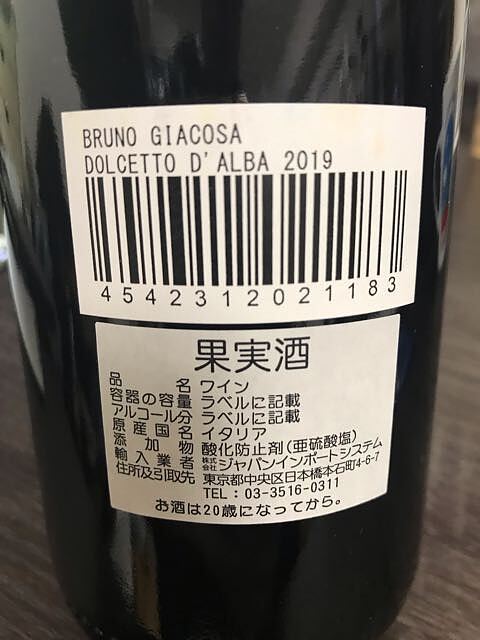 BRUNO GIACOSA
DOLCETTO D'ALBA 2019
4542312021183
果実酒
品 名 ワイン
容器の容量 ラベルに記載
アルコール分 ラベルに記載
原産国名 イタリア
添加物 酸化防止剤(亜硫酸塩)
輸入業者 株式会社ジャパンインポートシステム
住所及引取先 東京都中央区日本橋本石町4-6-7
TEL:03-3516-0311
お酒は20歳になってから。